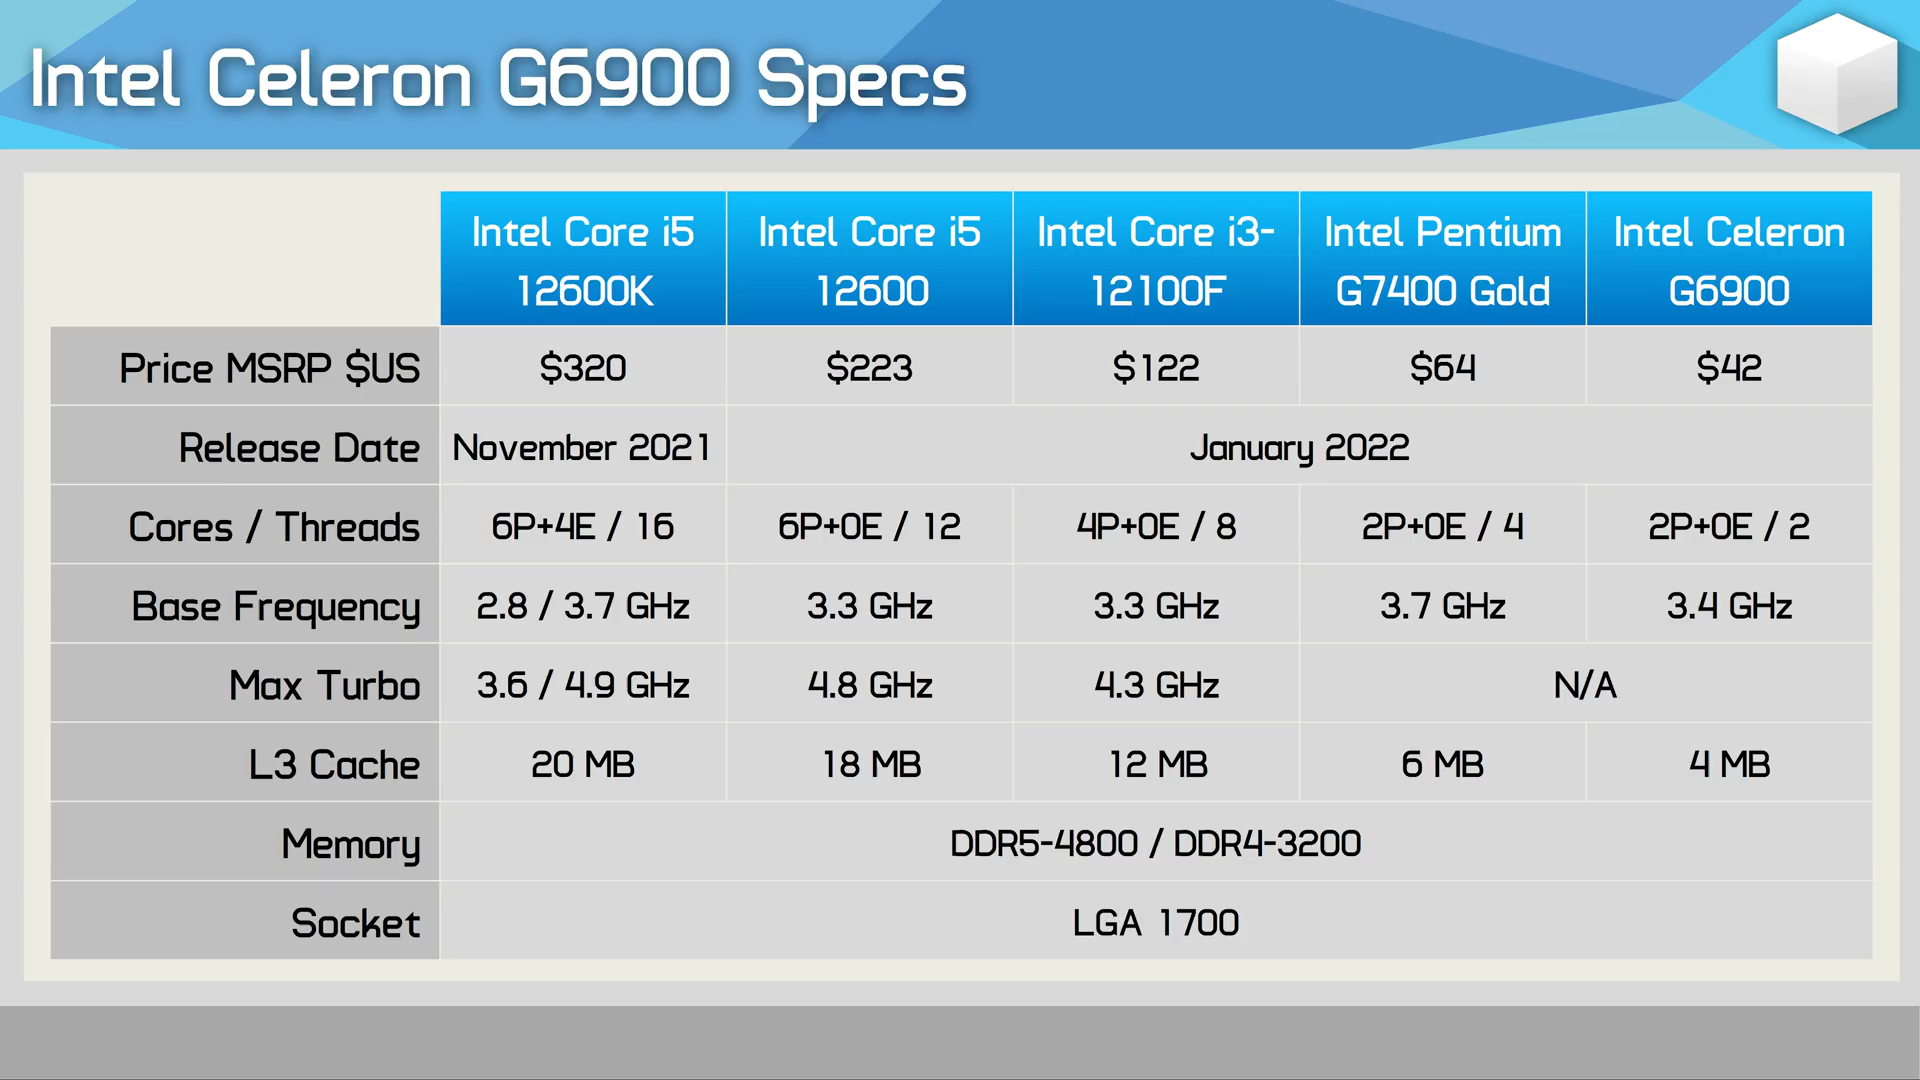 Intel Celeron G6900 Specs
Intel Core i5 12600K
Intel Core i5 12600
Intel Core i3-12100F
Intel Pentium G7400 Gold
Intel Celeron G6900
Price MSRP $US $320 $223 $122 $64 $42
Release Date November 2021 January 2022
Cores / Threads 6P+4E / 16 6P+0E / 12 4P+0E / 8 2P+0E / 4 2P+0E / 2
Base Frequency 2.8 / 3.7 GHz 3.3 GHz 3.3 GHz 3.7 GHz 3.4 GHz
Max Turbo 3.6 / 4.9 GHz 4.8 GHz 4.3 GHz N/A
L3 Cache 20 MB 18 MB 12 MB 6 MB 4 MB
Memory DDR5-4800 / DDR4-3200
Socket LGA 1700